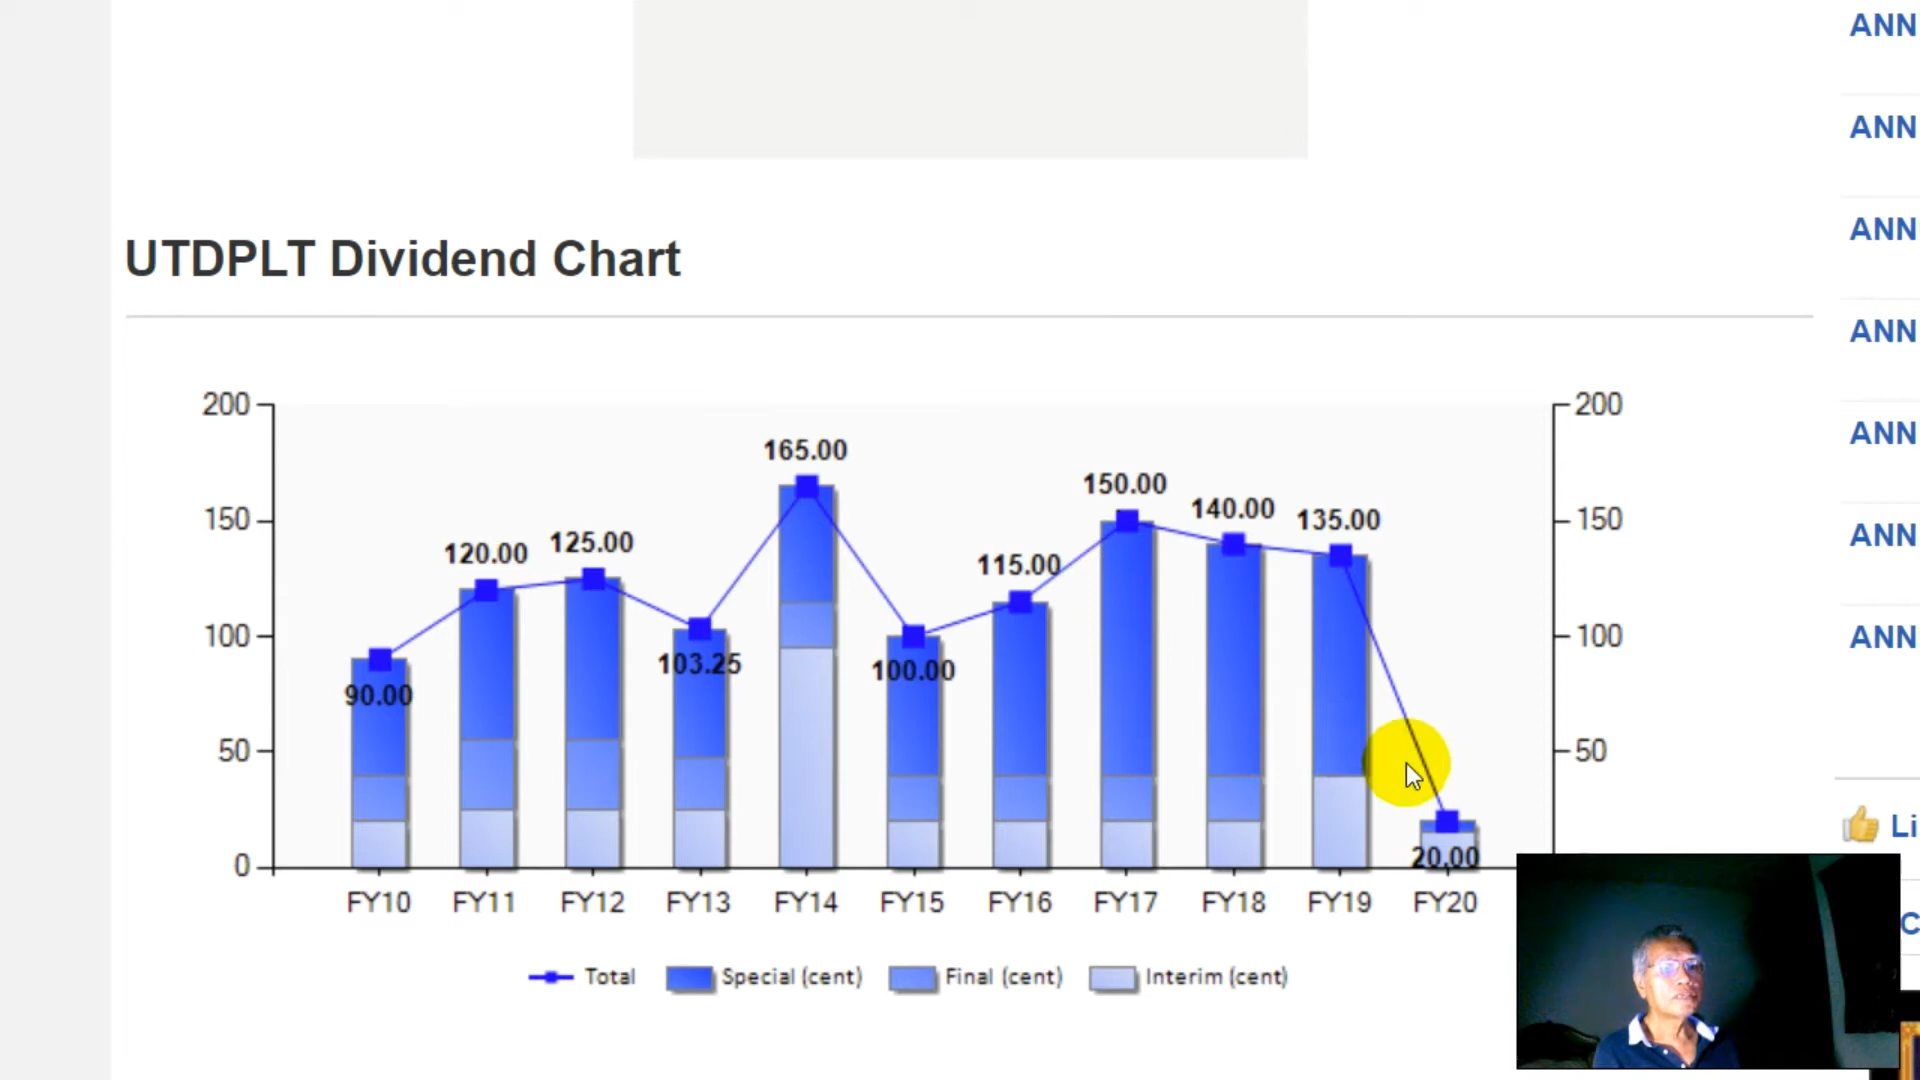 ANN
ANN
ANN
ANN
ANN
ANN
ANN
UTDPLT Dividend Chart
200
150
100
50
0
200
150
100
50
90.00
120.00
125.00
103.25
165.00
100.00
115.00
150.00
140.00
135.00
20.00
FY10 FY11 FY12 FY13 FY14 FY15 FY16 FY17 FY18 FY19 FY20
Total Special (cent) Final (cent) Interim (cent)
Li